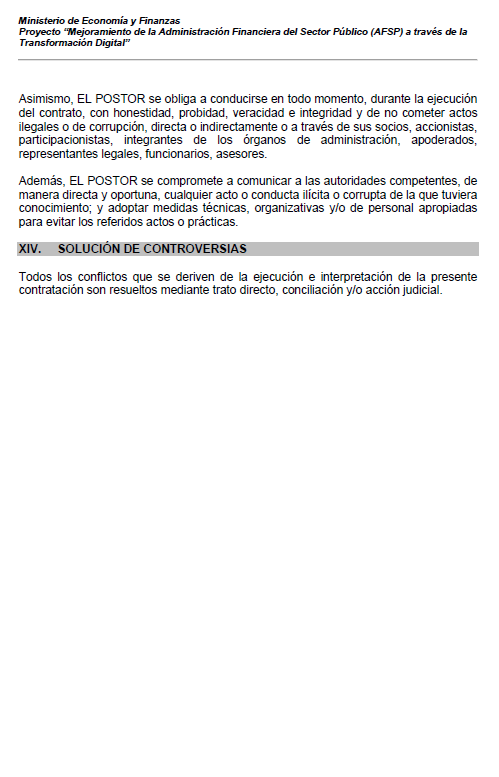 Ministerio de Economía y Finanzas
Proyecto “Mejoramiento de la Administración Financiera del Sector Público (AFSP) a través de la
Transformación Digital”
Asimismo, EL POSTOR se obliga a conducirse en todo momento, durante la ejecución
del contrato, con honestidad, probidad, veracidad e integridad y de no cometer actos
ilegales o de corrupción, directa o indirectamente o a través de sus socios, accionistas,
participacionistas, integrantes de los órganos de administración, apoderados,
representantes legales, funcionarios, asesores.
Además, EL POSTOR se compromete a comunicar a las autoridades competentes, de
manera directa y oportuna, cualquier acto o conducta ilícita o corrupta de la que tuviera
conocimiento; y adoptar medidas técnicas, organizativas y/o de personal apropiadas
para evitar los referidos actos o prácticas.
XIV. SOLUCIÓN DE CONTROVERSIAS
Todos los conflictos que se deriven de la ejecución e interpretación de la presente
contratación son resueltos mediante trato directo, conciliación y/o acción judicial.